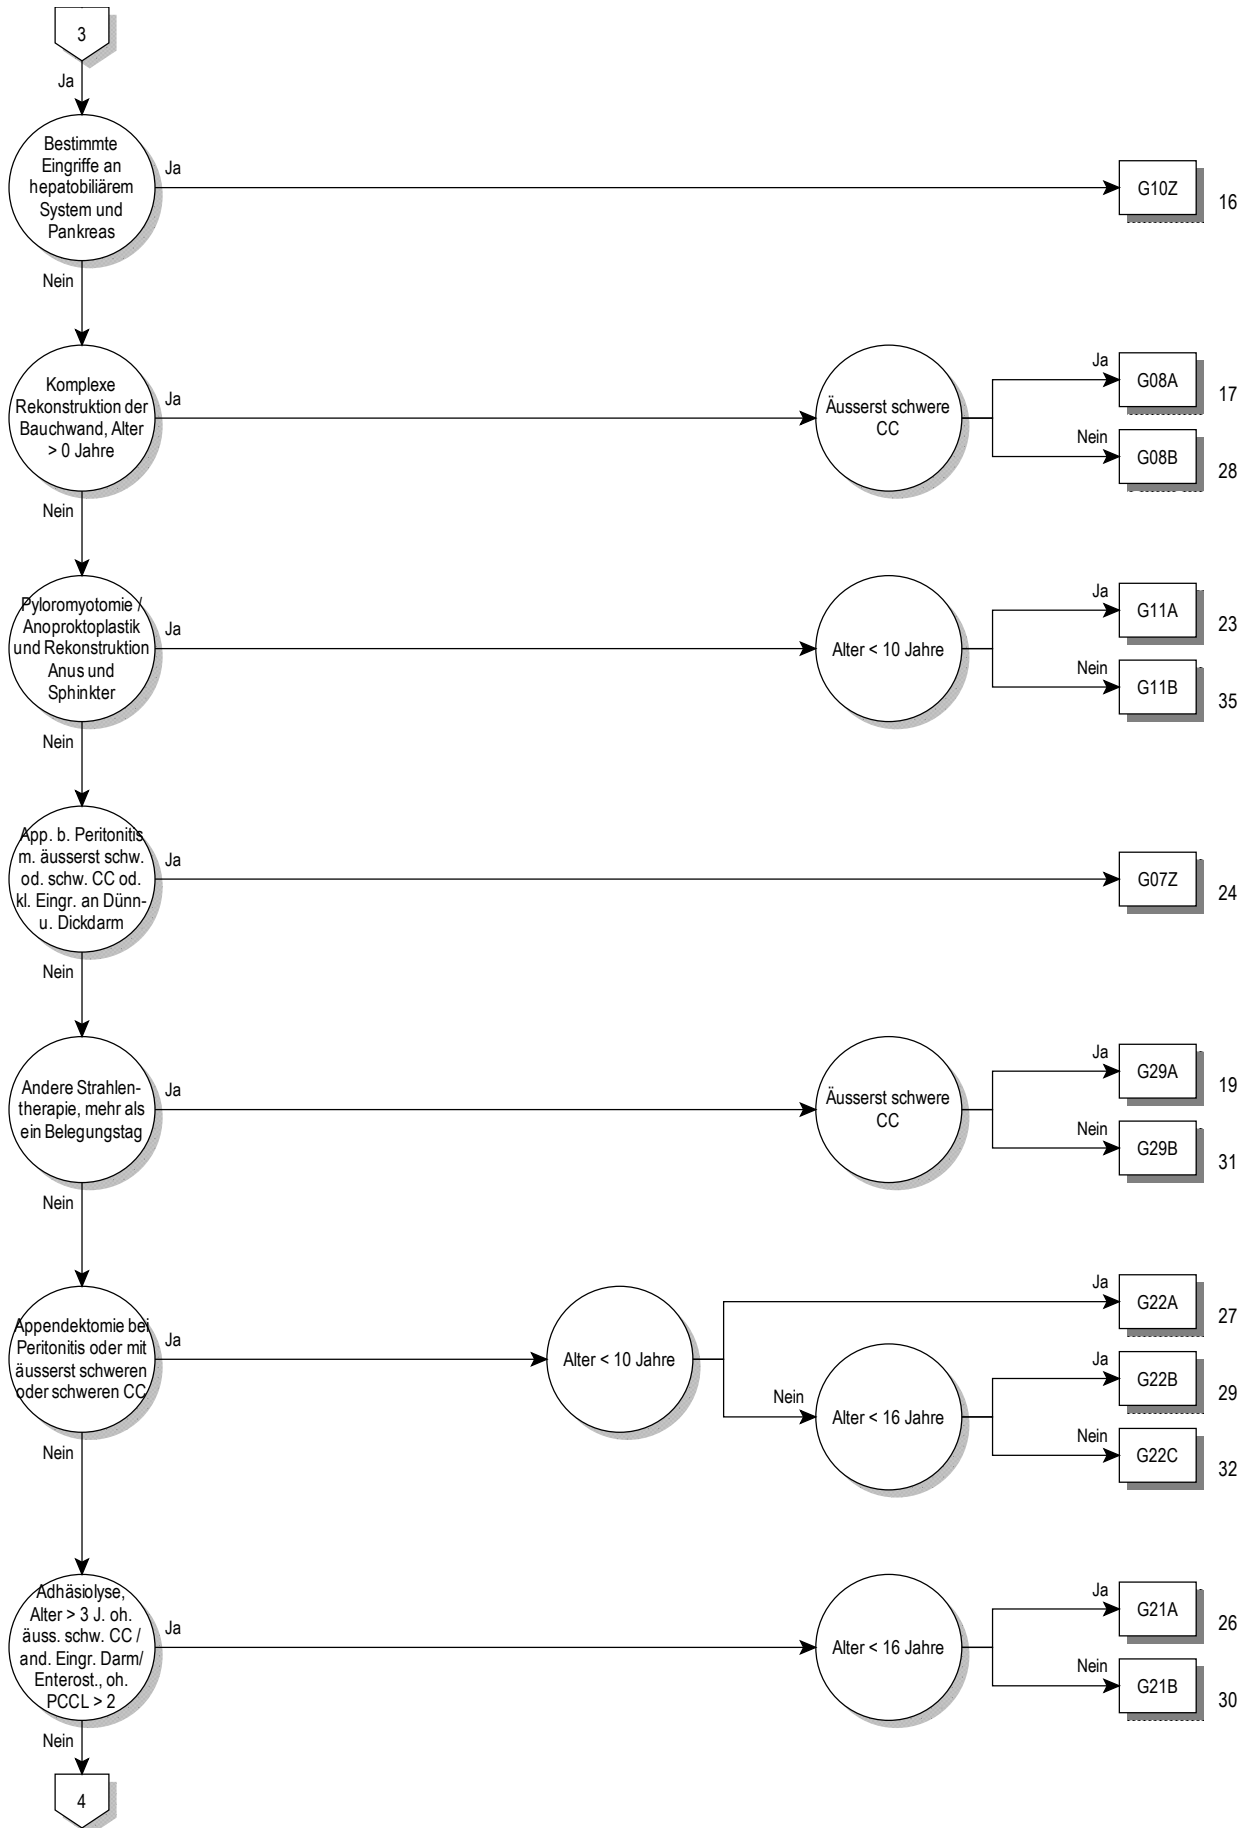 3
Ja
Bestimmte
Eingriffe an
hepatobiliärem
System und
Pankreas
Ja
G10Z
16
Nein
Komplexe
Rekonstruktion der
Bauchwand, Alter
> 0 Jahre
Ja
Äusserst schwere
CC
Ja
G08A
17
Nein
G08B
28
Nein
Pyloromyotomie /
Anoproktoplastik
und Rekonstruktion
Anus und
Sphinkter
Ja
Alter < 10 Jahre
Ja
G11A
23
Nein
G11B
35
Nein
App. b. Peritonitis
m. äusserst schw.
od. schw. CC od.
kl. Eingr. an Dünn-
u. Dickdarm
Ja
G07Z
24
Nein
Andere Strahlen-
therapie, mehr als
ein Belegungstag
Ja
Äusserst schwere
CC
Ja
G29A
19
Nein
G29B
31
Nein
Appendektomie bei
Peritonitis oder mit
äusserst schweren
oder schweren CC
Ja
Alter < 10 Jahre
Ja
G22A
27
Nein
Alter < 16 Jahre
Ja
G22B
29
Nein
G22C
32
Nein
Adhäsiolyse,
Alter > 3 J. oh.
äuss. schw. CC /
and. Eingr. Darm/
Enterost., oh.
PCCL > 2
Ja
Alter < 16 Jahre
Ja
G21A
26
Nein
G21B
30
Nein
4